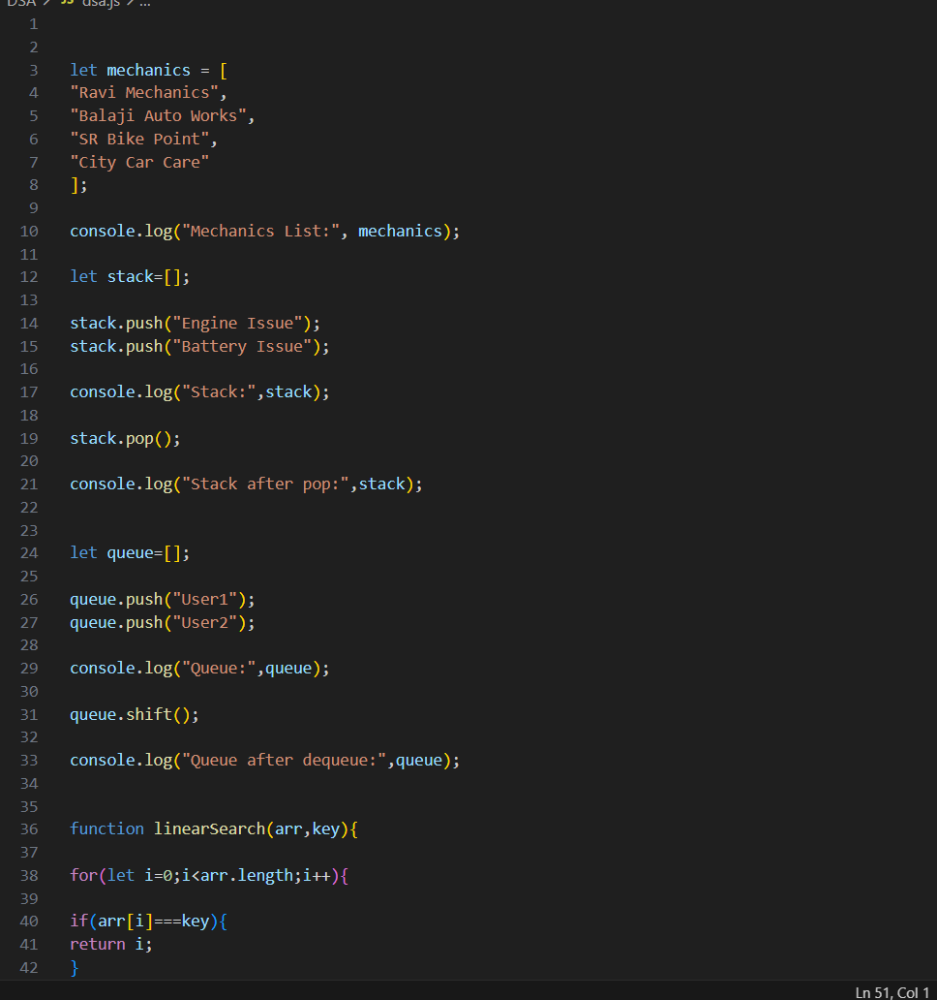 DSA > JS dsa.js > ...
1
2
3 let mechanics = [
4 "Ravi Mechanics",
5 "Balaji Auto Works",
6 "SR Bike Point",
7 "City Car Care"
8 ];
9
10 console.log("Mechanics List:", mechanics);
11
12 let stack=[];
13
14 stack.push("Engine Issue");
15 stack.push("Battery Issue");
16
17 console.log("Stack:",stack);
18
19 stack.pop();
20
21 console.log("Stack after pop:",stack);
22
23
24 let queue=[];
25
26 queue.push("User1");
27 queue.push("User2");
28
29 console.log("Queue:",queue);
30
31 queue.shift();
32
33 console.log("Queue after dequeue:",queue);
34
35
36 function linearSearch(arr,key){
37
38 for(let i=0;i<arr.length;i++){
39
40 if(arr[i]===key){
41 return i;
42 }
Ln 51, Col 1